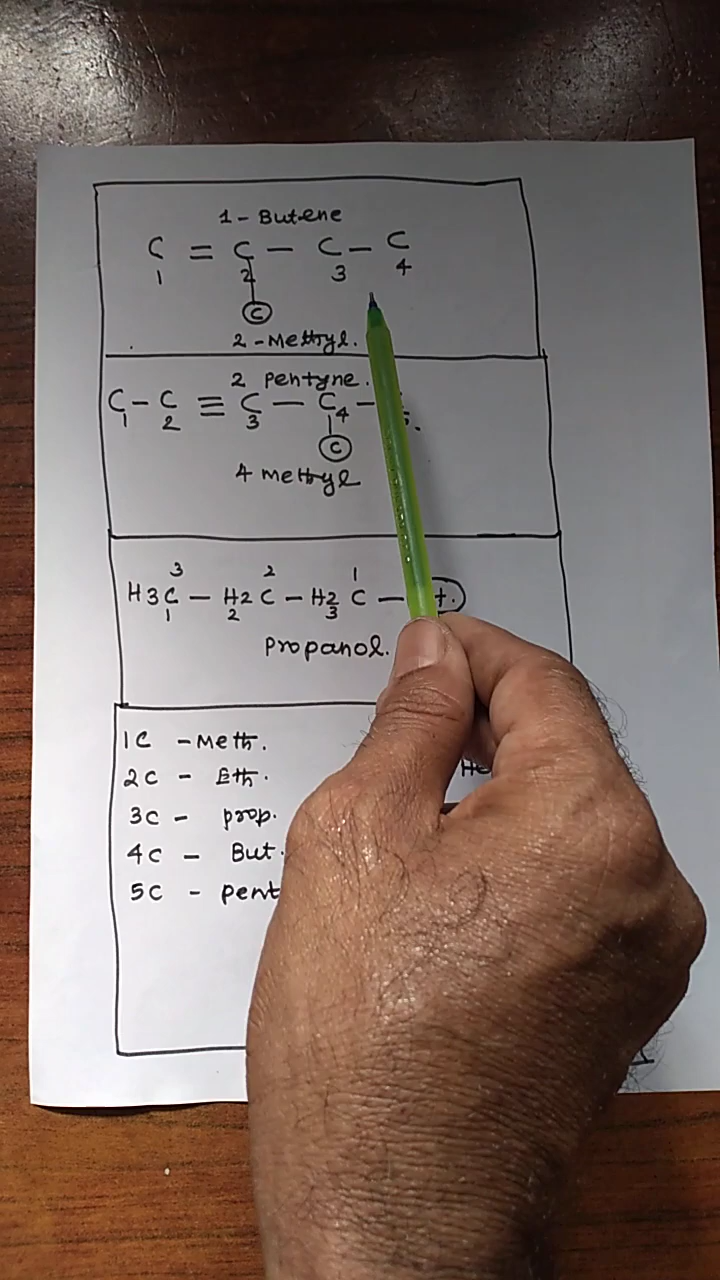 1 - Butene
C = C - C - C
1 2 3 4
C
2 - Methyl.
2 Pentyne.
C - C ≡ C - C -
1 2 3 4 5.
C
4 methyl
3 2 1
H3C - H2C - H2C -
1 2 3
Propanol.
1C - Meth.
2C - Eth.
3C - prop.
4C - But.
5C - pent